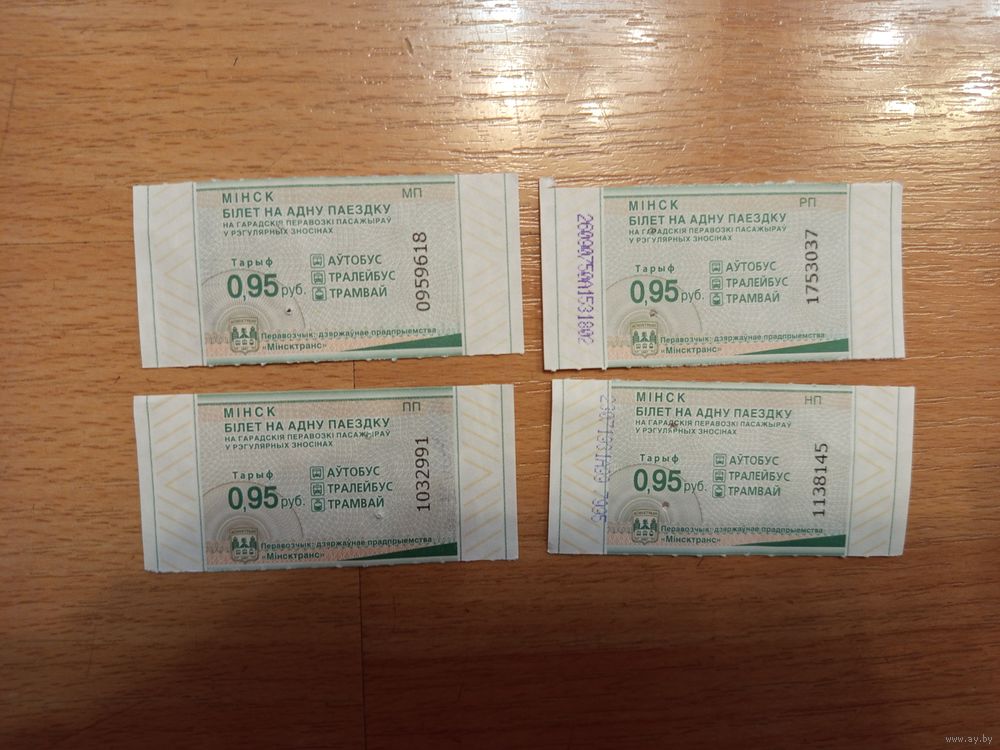 МІНСК МП
БІЛЕТ НА АДНУ ПАЕЗДКУ
НА ГАРАДСКІЯ ПЕРАВОЗКІ ПАСАЖЫРАЎ
У РЭГУЛЯРНЫХ ЗНОСІНАХ
Тарыф
0,95 руб.
АЎТОБУС
ТРАЛЕЙБУС
ТРАМВАЙ
0959618
Перавозчык: дзяржаўнае прадпрыемства
«Мінсктранс»
МІНСК РП
БІЛЕТ НА АДНУ ПАЕЗДКУ
НА ГАРАДСКІЯ ПЕРАВОЗКІ ПАСАЖЫРАЎ
У РЭГУЛЯРНЫХ ЗНОСІНАХ
Тарыф
0,95 руб.
АЎТОБУС
ТРАЛЕЙБУС
ТРАМВАЙ
1753037
Перавозчык: дзяржаўнае прадпрыемства
«Мінсктранс»
МІНСК ПП
БІЛЕТ НА АДНУ ПАЕЗДКУ
НА ГАРАДСКІЯ ПЕРАВОЗКІ ПАСАЖЫРАЎ
У РЭГУЛЯРНЫХ ЗНОСІНАХ
Тарыф
0,95 руб.
АЎТОБУС
ТРАЛЕЙБУС
ТРАМВАЙ
1032991
Перавозчык: дзяржаўнае прадпрыемства
«Мінсктранс»
МІНСК НП
БІЛЕТ НА АДНУ ПАЕЗДКУ
НА ГАРАДСКІЯ ПЕРАВОЗКІ ПАСАЖЫРАЎ
У РЭГУЛЯРНЫХ ЗНОСІНАХ
Тарыф
0,95 руб.
АЎТОБУС
ТРАЛЕЙБУС
ТРАМВАЙ
1138145
Перавозчык: дзяржаўнае прадпрыемства
«Мінсктранс»
www.ay.by